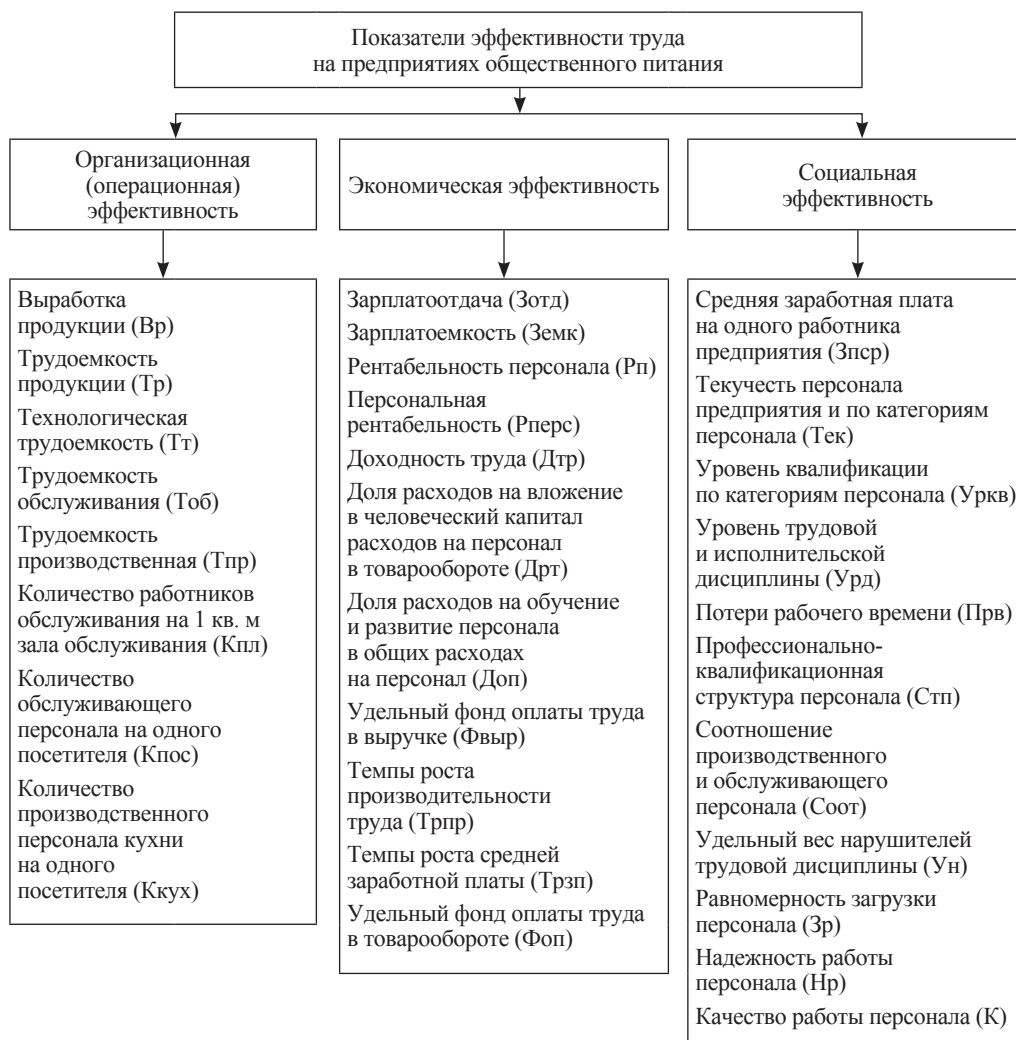 Показатели эффективности труда
на предприятиях общественного питания
Организационная
(операционная)
эффективность
Выработка
продукции (Вр)
Трудоемкость
продукции (Тр)
Технологическая
трудоемкость (Тт)
Трудоемкость
обслуживания (Тоб)
Трудоемкость
производственная (Тпр)
Количество работников
обслуживания на 1 кв. м
зала обслуживания (Кпл)
Количество
обслуживающего
персонала на одного
посетителя (Кпос)
Количество
производственного
персонала кухни
на одного
посетителя (Ккух)
Экономическая эффективность
Зарплатоотдача (Зотд)
Зарплатоемкость (Земк)
Рентабельность персонала (Рп)
Персональная
рентабельность (Рперс)
Доходность труда (Дтр)
Доля расходов на вложение
в человеческий капитал
расходов на персонал
в товарообороте (Дрт)
Доля расходов на обучение
и развитие персонала
в общих расходах
на персонал (Доп)
Удельный фонд оплаты труда
в выручке (Фвыр)
Темпы роста
производительности
труда (Трпр)
Темпы роста средней
заработной платы (Трзп)
Удельный фонд оплаты труда
в товарообороте (Фоп)
Социальная
эффективность
Средняя заработная плата
на одного работника
предприятия (Зпср)
Текучесть персонала
предприятия и по категориям
персонала (Тек)
Уровень квалификации
по категориям персонала (Уркв)
Уровень трудовой
и исполнительской
дисциплины (Урд)
Потери рабочего времени (Прв)
Профессионально-
квалификационная
структура персонала (Стп)
Соотношение
производственного
и обслуживающего
персонала (Соот)
Удельный вес нарушителей
трудовой дисциплины (Ун)
Равномерность загрузки
персонала (Зр)
Надежность работы
персонала (Нр)
Качество работы персонала (К)